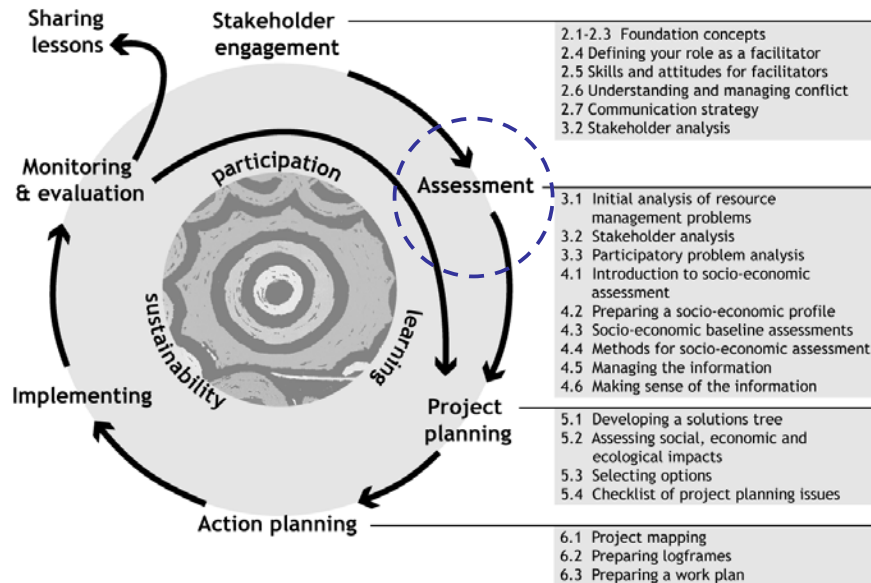 Sharing
lessons
Stakeholder
engagement
2.1-2.3 Foundation concepts
2.4 Defining your role as a facilitator
2.5 Skills and attitudes for facilitators
2.6 Understanding and managing conflict
2.7 Communication strategy
3.2 Stakeholder analysis
Monitoring
& evaluation
participation
Assessment
3.1 Initial analysis of resource
management problems
3.2 Stakeholder analysis
3.3 Participatory problem analysis
4.1 Introduction to socio-economic
assessment
4.2 Preparing a socio-economic profile
4.3 Socio-economic baseline assessments
4.4 Methods for socio-economic assessment
4.5 Managing the information
4.6 Making sense of the information
sustainability
learning
Implementing
Project
planning
5.1 Developing a solutions tree
5.2 Assessing social, economic and
ecological impacts
5.3 Selecting options
5.4 Checklist of project planning issues
Action planning
6.1 Project mapping
6.2 Preparing logframes
6.3 Preparing a work plan